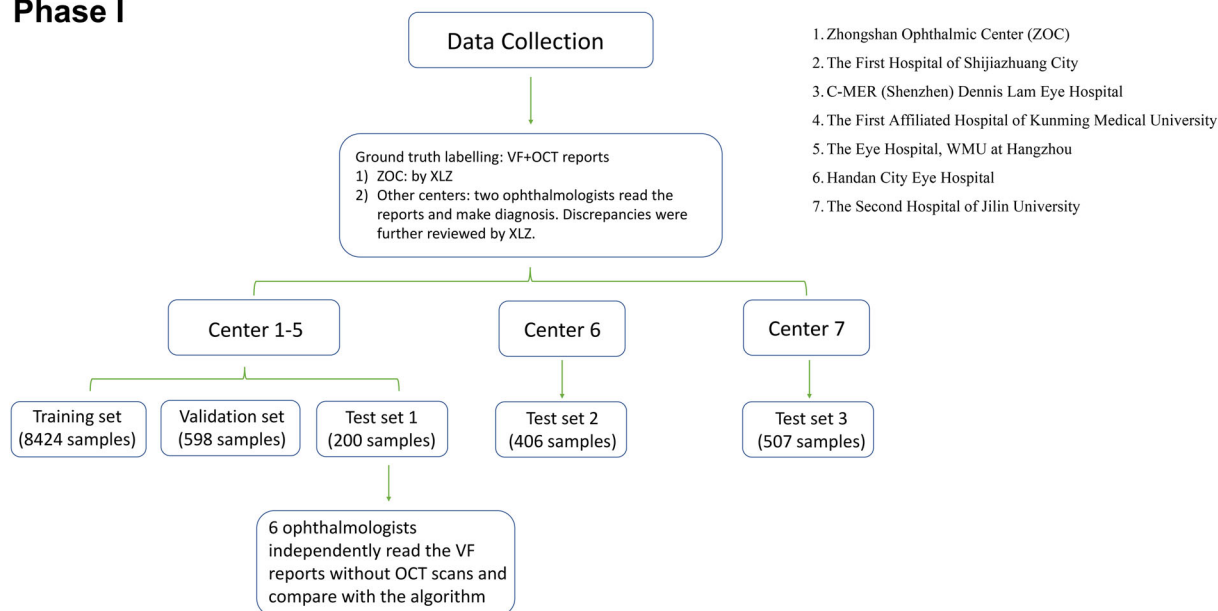 Phase I
Data Collection
1. Zhongshan Ophthalmic Center (ZOC)
2. The First Hospital of Shijiazhuang City
3. C-MER (Shenzhen) Dennis Lam Eye Hospital
4. The First Affiliated Hospital of Kunming Medical University
5. The Eye Hospital, WMU at Hangzhou
6. Handan City Eye Hospital
7. The Second Hospital of Jilin University
Ground truth labelling: VF+OCT reports
1) ZOC: by XLZ
2) Other centers: two ophthalmologists read the
reports and make diagnosis. Discrepancies were
further reviewed by XLZ.
Center 1-5
Center 6
Center 7
Training set
(8424 samples)
Validation set
(598 samples)
Test set 1
(200 samples)
Test set 2
(406 samples)
Test set 3
(507 samples)
6 ophthalmologists
independently read the VF
reports without OCT scans and
compare with the algorithm